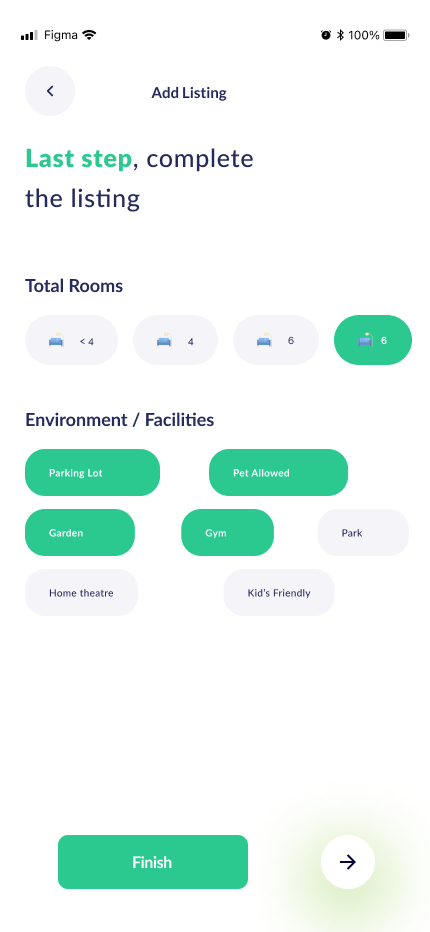 Figma 100%
Add Listing
Last step, complete
the listing
Total Rooms
< 4 4 6 6
Environment / Facilities
Parking Lot Pet Allowed
Garden Gym Park
Home theatre Kid's Friendly
Finish